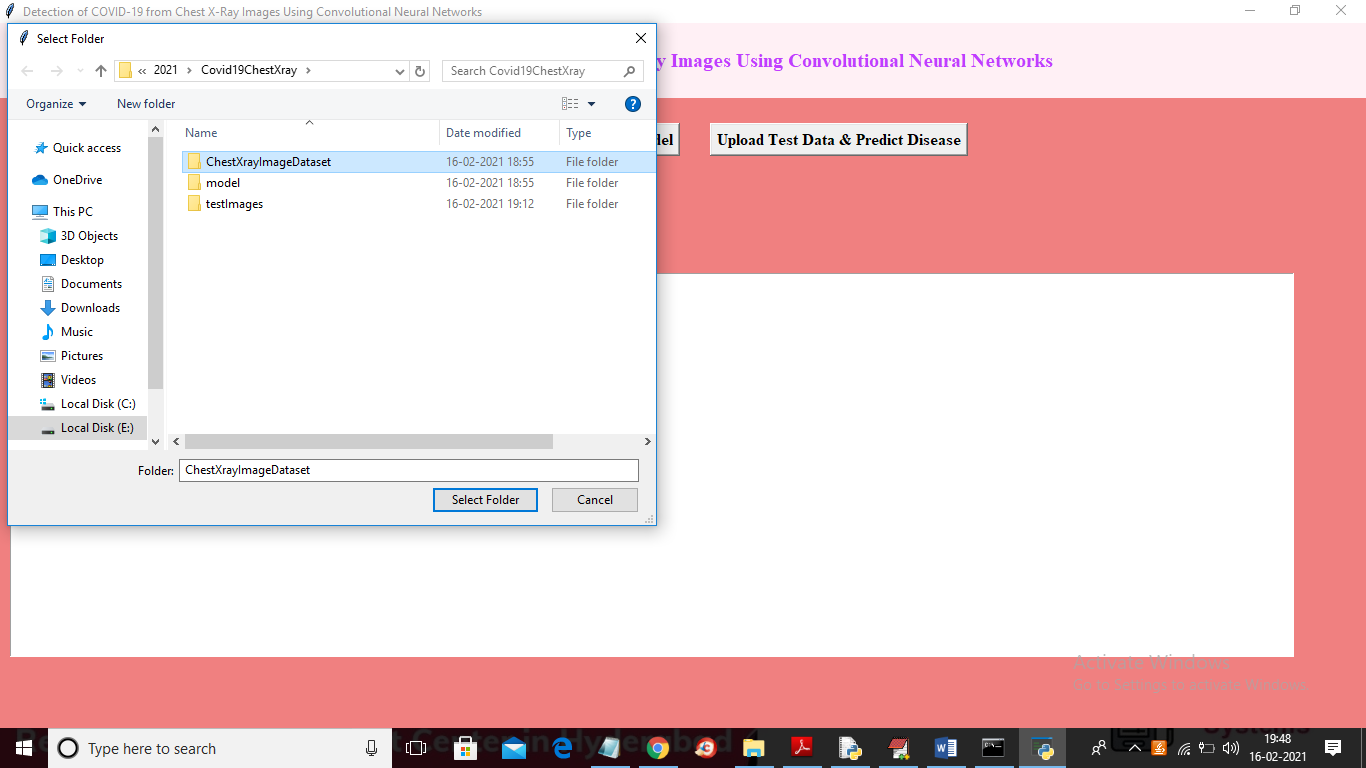 Detection of COVID-19 from Chest X-Ray Images Using Convolutional Neural Networks
Select Folder
y Images Using Convolutional Neural Networks
« 2021 > Covid19ChestXray >
Search Covid19ChestXray
Organize
New folder
Name Date modified Type
del
Upload Test Data & Predict Disease
Quick access
OneDrive
This PC
3D Objects
Desktop
Documents
Downloads
Music
Pictures
Videos
Local Disk (C:)
Local Disk (E:)
ChestXrayImageDataset 16-02-2021 18:55 File folder
model 16-02-2021 18:55 File folder
testImages 16-02-2021 19:12 File folder
Folder: ChestXrayImageDataset
Select Folder Cancel
Activate Windows
Go to Settings to activate Windows.
Type here to search
Center in Hyderabad
Systems
19:48
16-02-2021